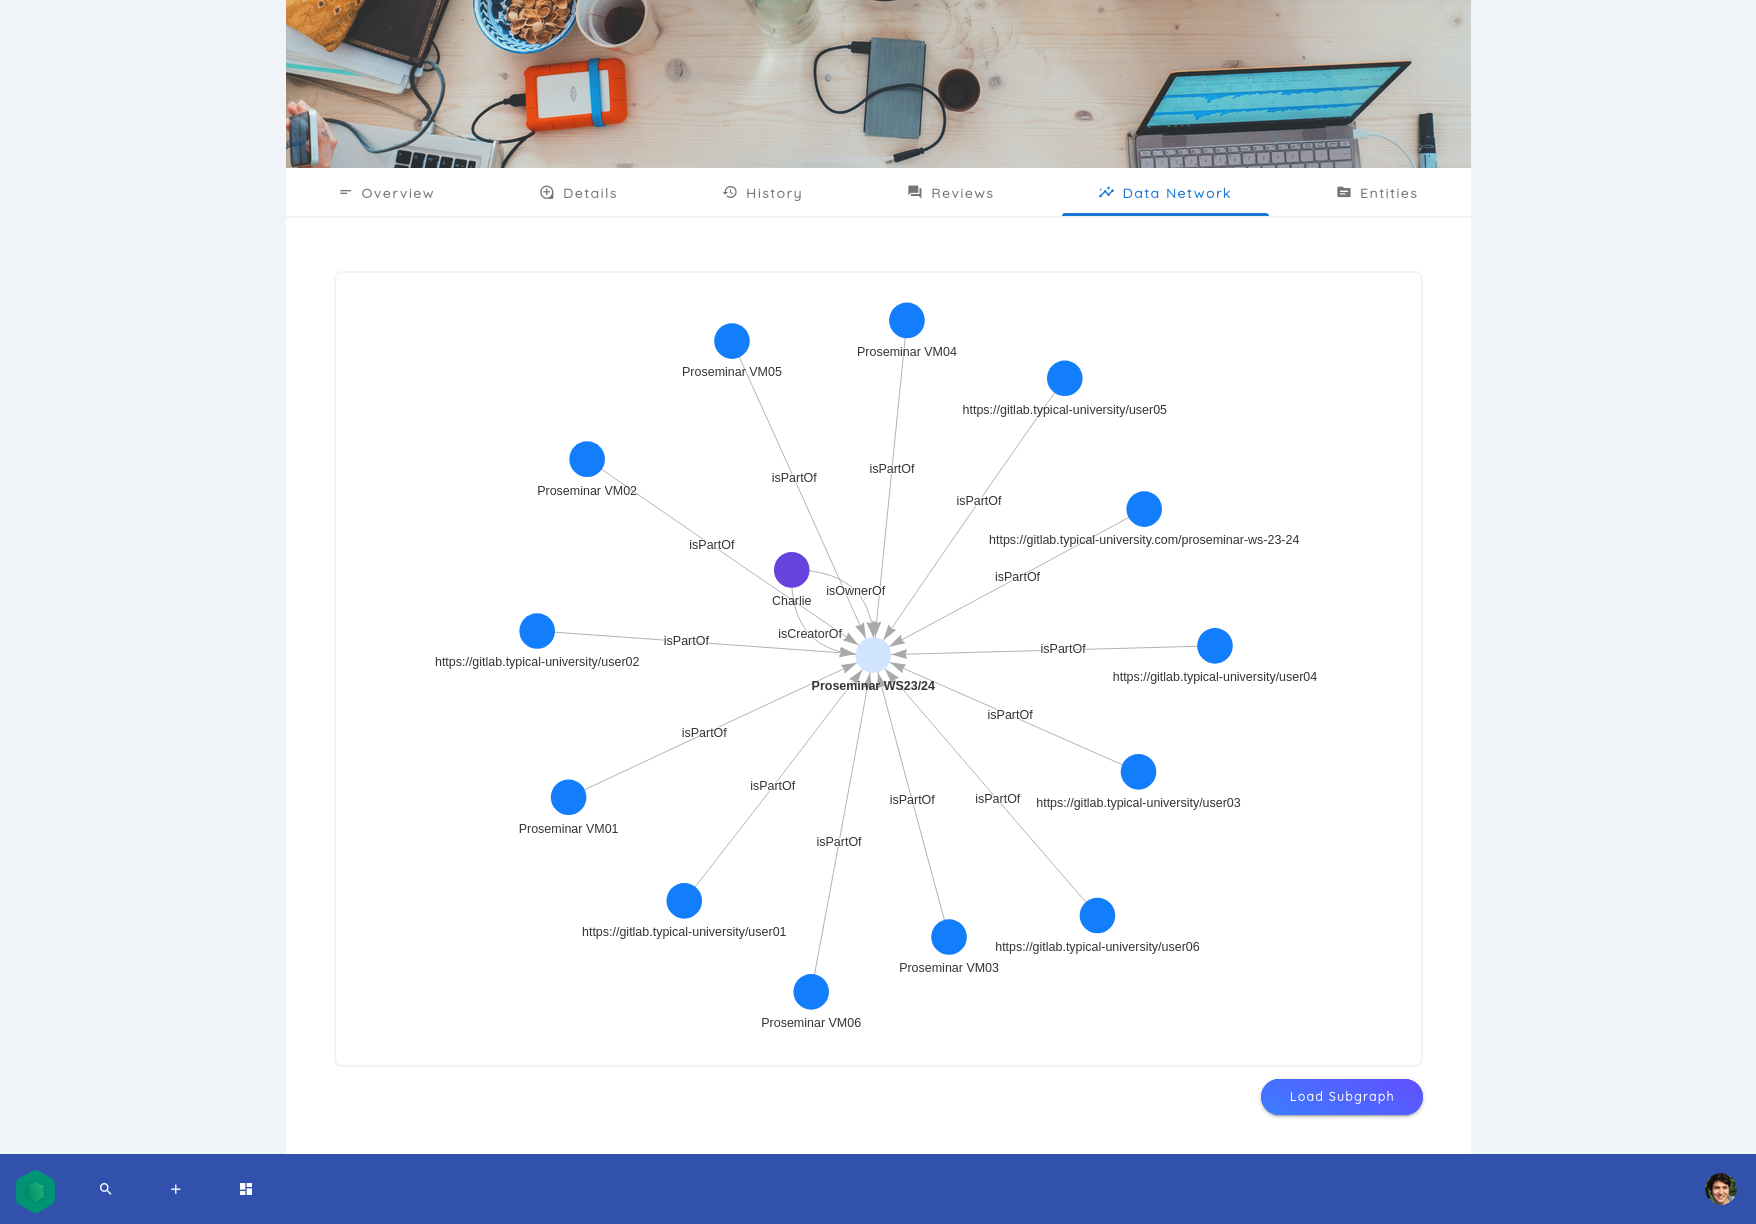 Overview
Details
History
Reviews
Data Network
Entities
Proseminar VM04
Proseminar VM05
https://gitlab.typical-university/user05
isPartOf
isPartOf
Proseminar VM02
isPartOf
https://gitlab.typical-university.com/proseminar-ws-23-24
isPartOf
isPartOf
isOwnerOf
Charlie
isCreatorOf
isPartOf
isPartOf
https://gitlab.typical-university/user02
https://gitlab.typical-university/user04
Proseminar WS23/24
isPartOf
isPartOf
isPartOf
isPartOf
isPartOf
https://gitlab.typical-university/user03
Proseminar VM01
isPartOf
https://gitlab.typical-university/user01
https://gitlab.typical-university/user06
Proseminar VM03
Proseminar VM06
Load Subgraph